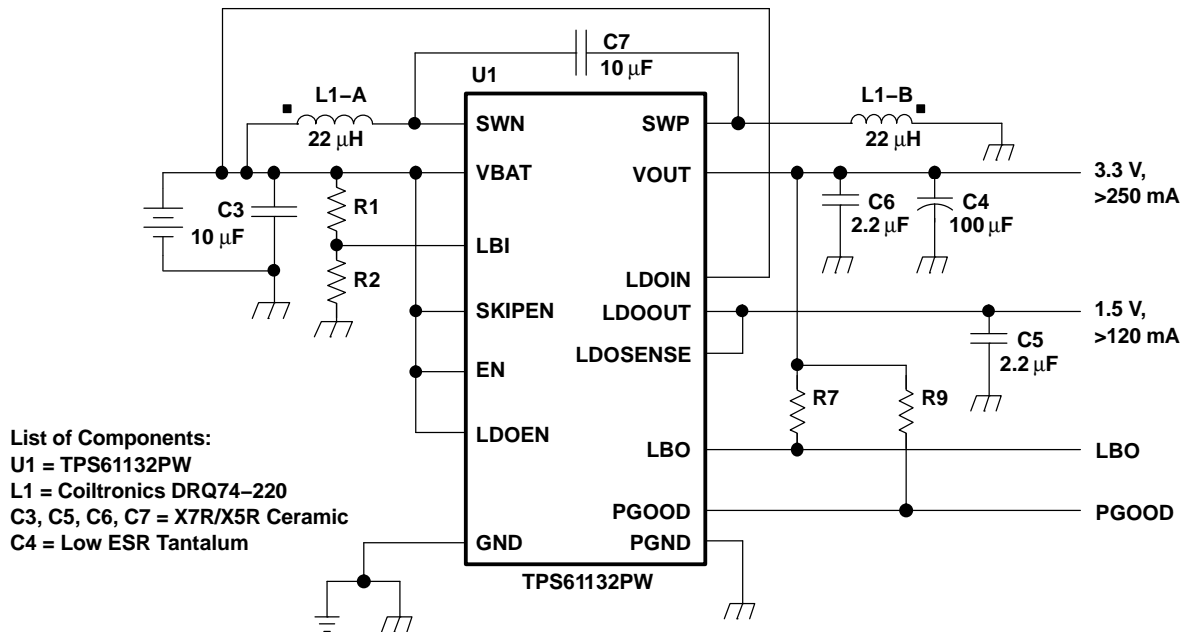 C7
10 µF
U1
L1–A
22 µH
L1–B
22 µH
SWN
SWP
VBAT
VOUT
3.3 V,
>250 mA
C3
10 µF
R1
C6
2.2 µF
C4
100 µF
LBI
R2
LDOIN
SKIPEN
LDOOUT
1.5 V,
>120 mA
LDOSENSE
C5
2.2 µF
EN
R7
R9
LDOEN
LBO
LBO
List of Components:
U1 = TPS61132PW
L1 = Coiltronics DRQ74–220
C3, C5, C6, C7 = X7R/X5R Ceramic
C4 = Low ESR Tantalum
PGOOD
PGOOD
GND
PGND
TPS61132PW